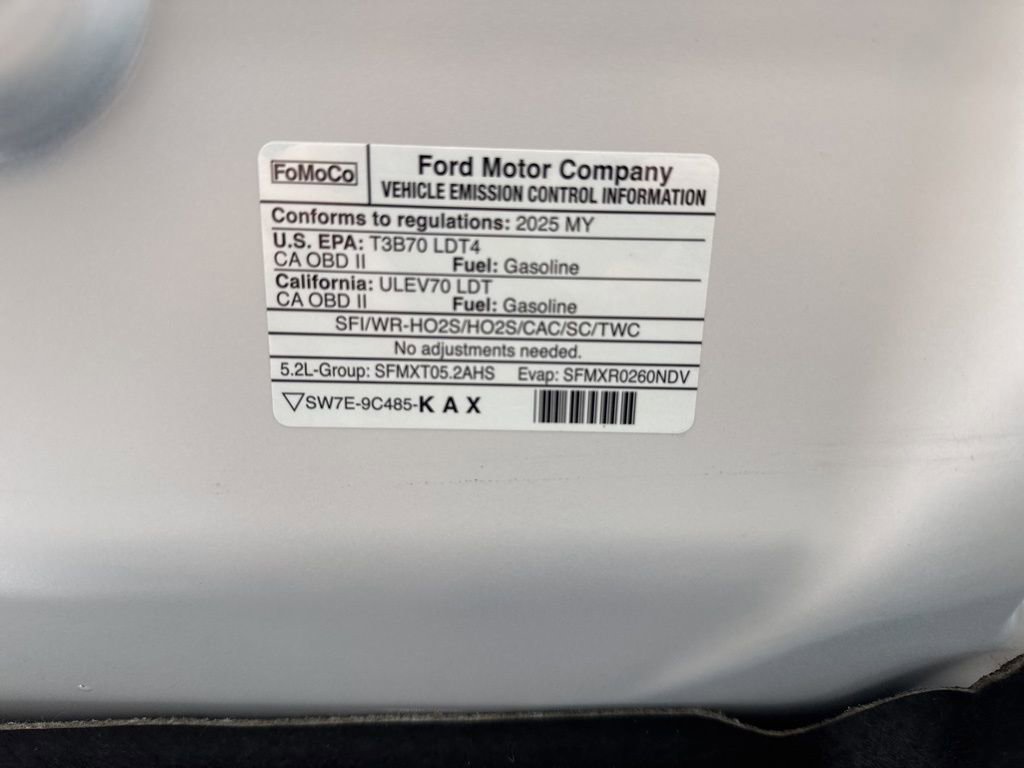 FoMoCo
Ford Motor Company
VEHICLE EMISSION CONTROL INFORMATION
Conforms to regulations: 2025 MY
U.S. EPA: T3B70 LDT4
CA OBD II Fuel: Gasoline
California: ULEV70 LDT
CA OBD II Fuel: Gasoline
SFI/WR-HO2S/HO2S/CAC/SC/TWC
No adjustments needed.
5.2L-Group: SFMXT05.2AHS Evap: SFMXR0260NDV
▽SW7E-9C485-K A X